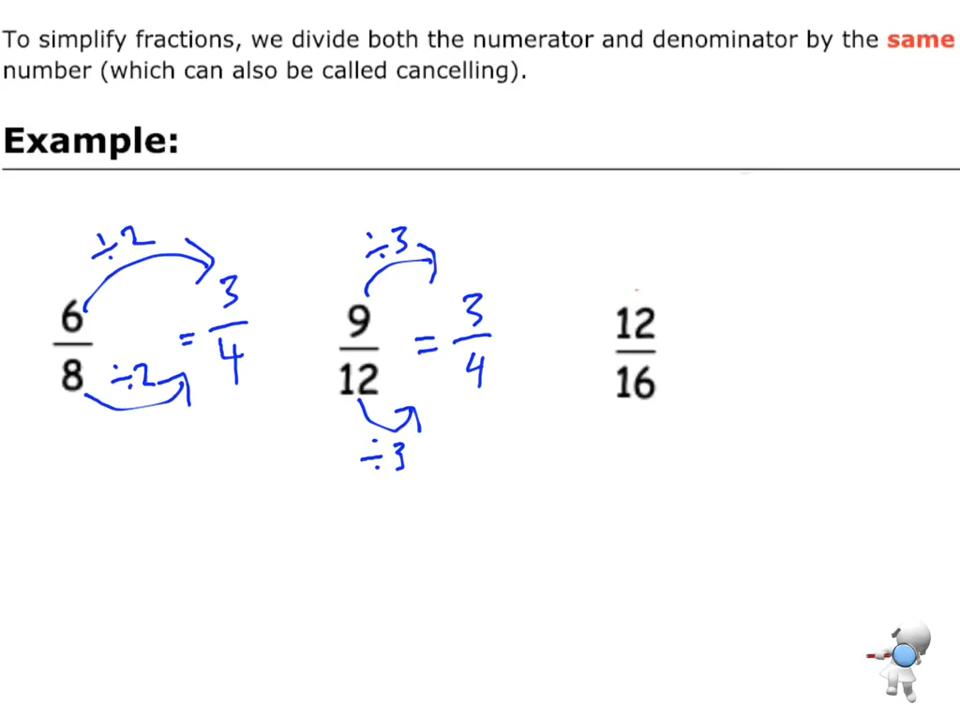 To simplify fractions, we divide both the numerator and denominator by the same
number (which can also be called cancelling).
Example:
÷2
6/8 = 3/4
÷2
÷3
9/12 = 3/4
÷3
12/16